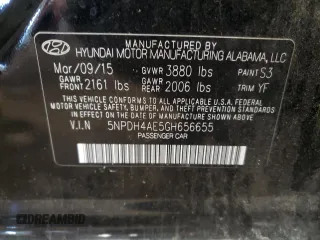 MANUFACTURED BY
HYUNDAI MOTOR MANUFACTURING ALABAMA, LLC
Mar/09/15 GVWR 3880 lbs PAINT S3
GAWR FRONT 2161 lbs GAWR REAR 2006 lbs TRIM YF
THIS VEHICLE CONFORMS TO ALL APPLICABLE FEDERAL
MOTOR VEHICLE SAFETY, BUMPER, AND THEFT
PREVENTION STANDARDS IN EFFECT ON THE DATE OF
MANUFACTURE SHOWN ABOVE.
V.I.N 5NPDH4AE5GH656655
PASSENGER CAR